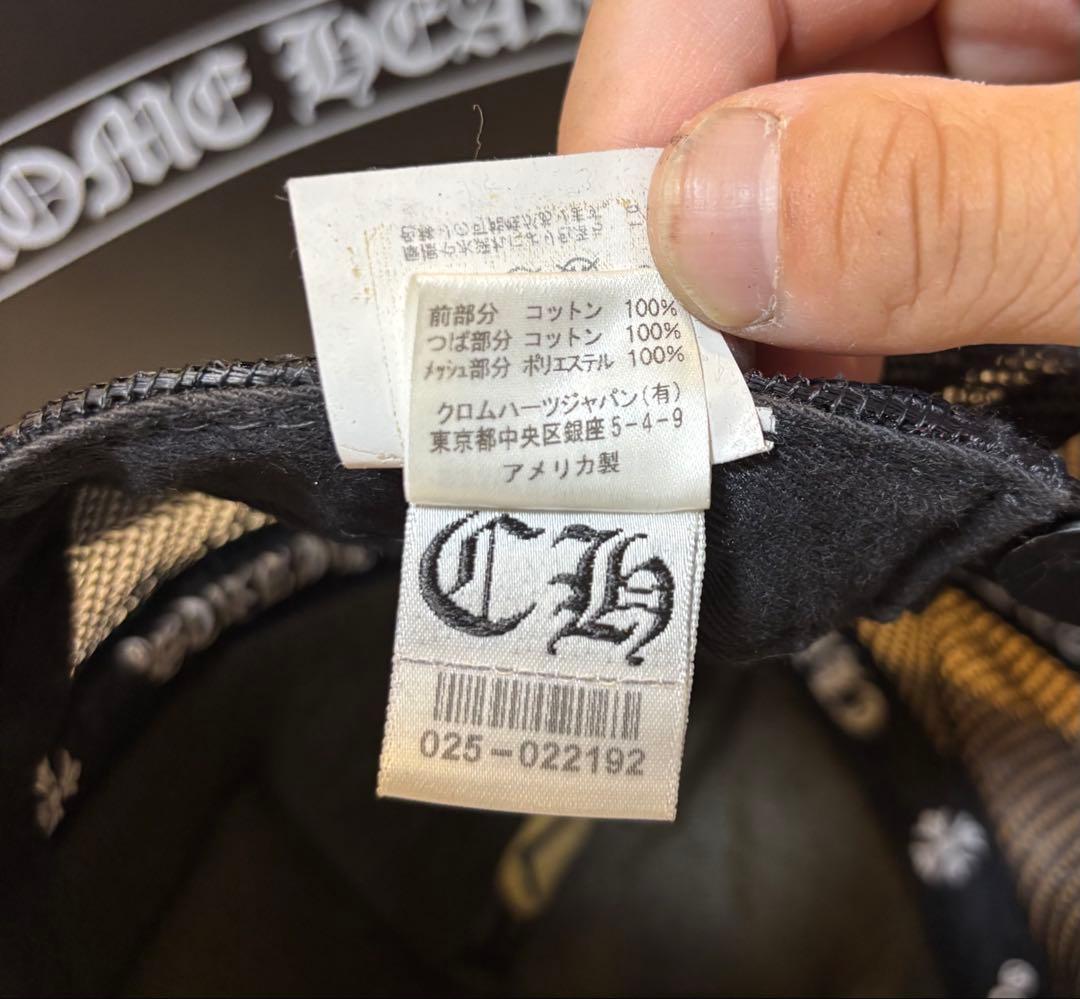 OME HEAR
前部分 コットン 100%
つば部分 コットン 100%
メッシュ部分 ポリエステル 100%
クロムハーツジャパン(有)
東京都中央区銀座5-4-9
アメリカ製
CH
025-022192